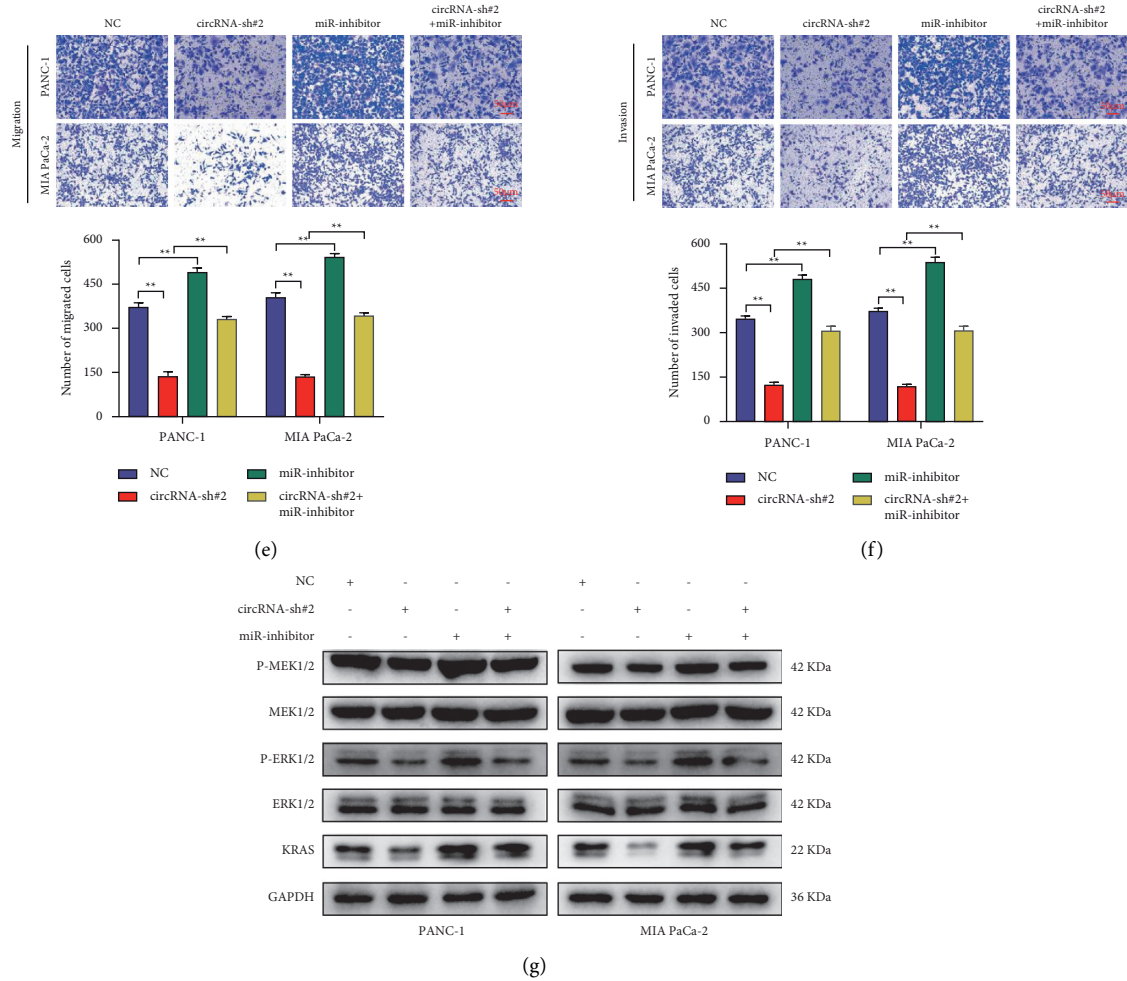 NC circRNA-sh#2 miR-inhibitor circRNA-sh#2
+miR-inhibitor
Migration
PANC-1
MIA PaCa-2
Number of migrated cells
600
450
300
150
0
** ** ** ** ** **
PANC-1 MIA PaCa-2
NC miR-inhibitor
circRNA-sh#2 circRNA-sh#2+
miR-inhibitor
(e)
NC circRNA-sh#2 miR-inhibitor circRNA-sh#2
+miR-inhibitor
Invasion
PANC-1
MIA PaCa-2
Number of invaded cells
600
450
300
150
0
** ** ** ** ** **
PANC-1 MIA PaCa-2
NC miR-inhibitor
circRNA-sh#2 circRNA-sh#2+
miR-inhibitor
(f)
NC + - - - + - - -
circRNA-sh#2 - + - + - + - +
miR-inhibitor - - + + - - + +
P-MEK1/2 42 KDa
MEK1/2 42 KDa
P-ERK1/2 42 KDa
ERK1/2 42 KDa
KRAS 22 KDa
GAPDH 36 KDa
PANC-1 MIA PaCa-2
(g)